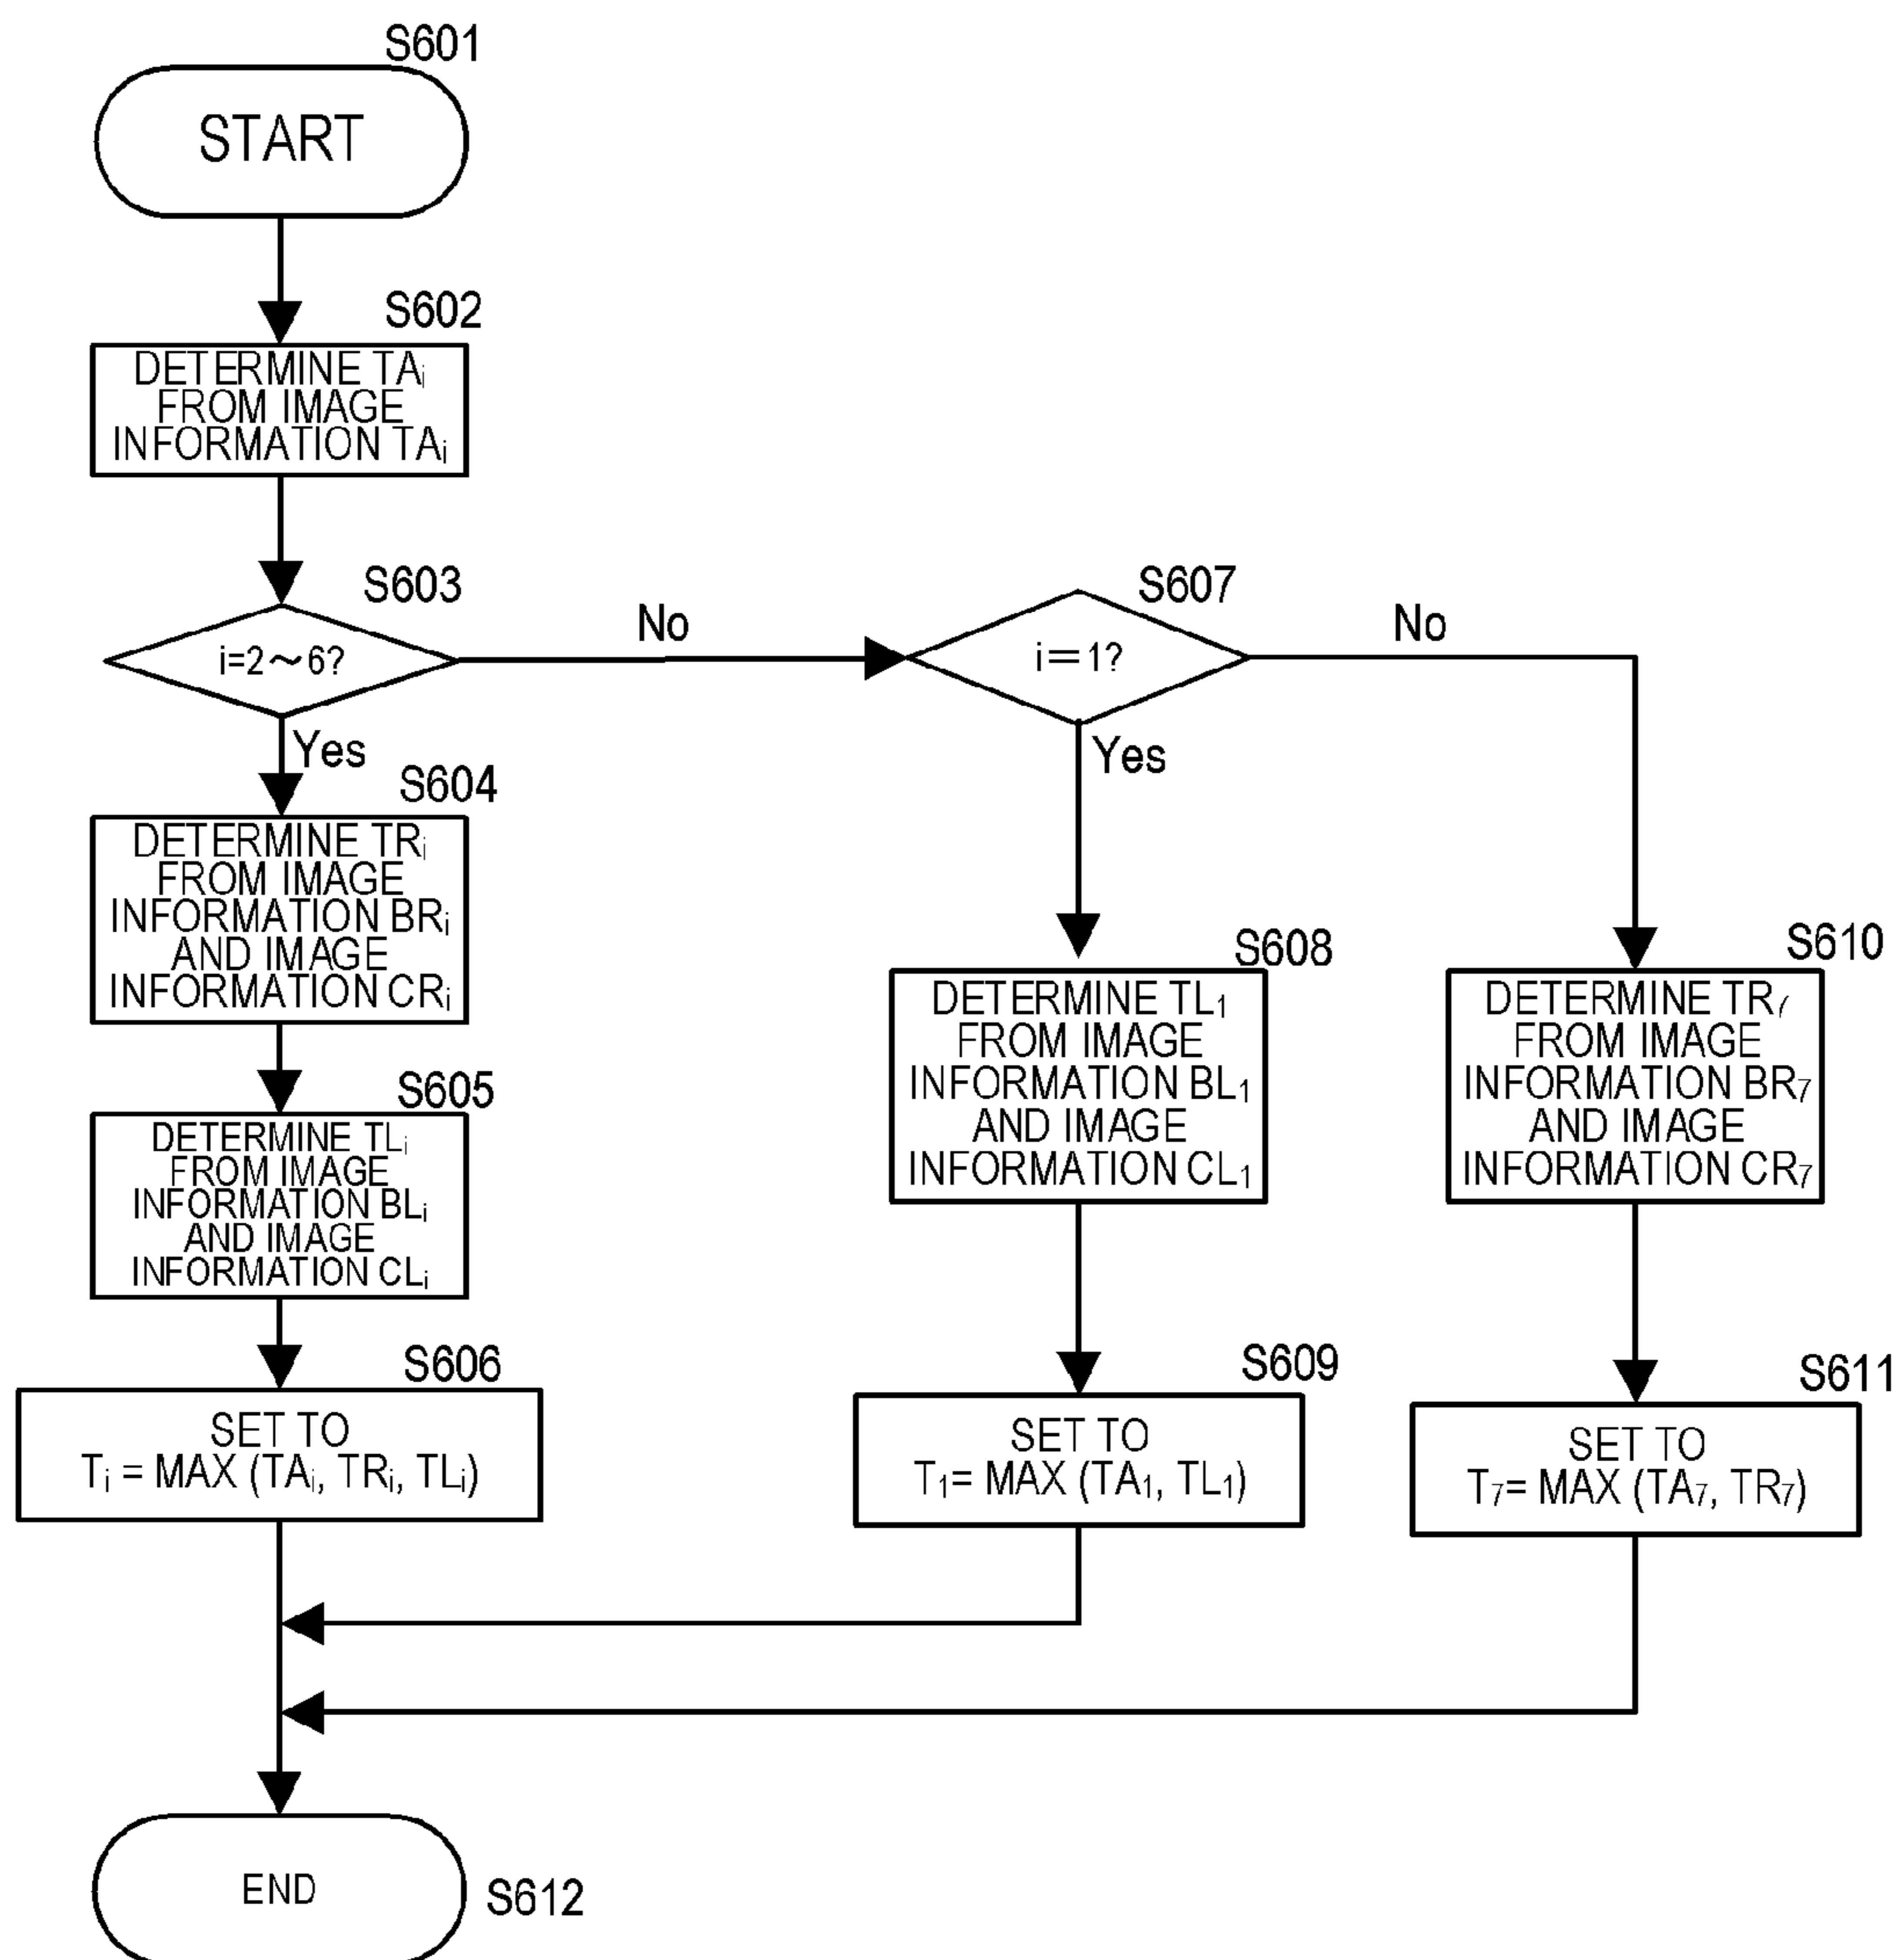 S601
START
S602
DETERMINE TAi
FROM IMAGE
INFORMATION TAi
S603
i=2～6?
No
Yes
S604
DETERMINE TRi
FROM IMAGE
INFORMATION BRi
AND IMAGE
INFORMATION CRi
S605
DETERMINE TLi
FROM IMAGE
INFORMATION BLi
AND IMAGE
INFORMATION CLi
S606
SET TO
Ti = MAX (TAi, TRi, TLi)
S607
i=1?
No
Yes
S608
DETERMINE TL1
FROM IMAGE
INFORMATION BL1
AND IMAGE
INFORMATION CL1
S609
SET TO
T1= MAX (TA1, TL1)
S610
DETERMINE TR7
FROM IMAGE
INFORMATION BR7
AND IMAGE
INFORMATION CR7
S611
SET TO
T7= MAX (TA7, TR7)
END
S612